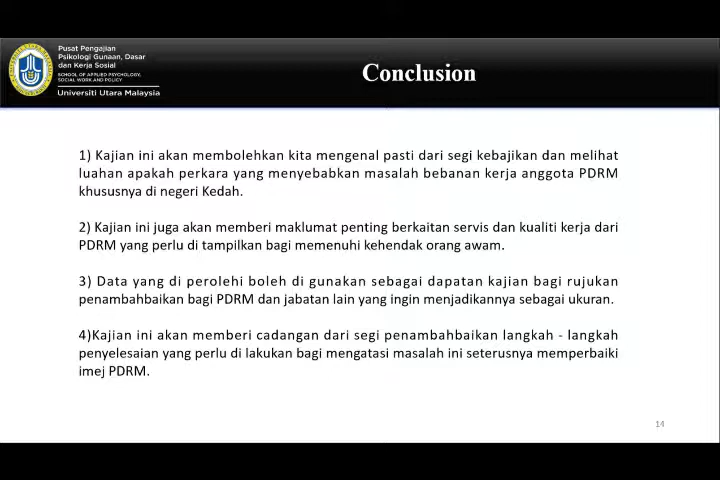 Pusat Pengajian
Psikologi Gunaan, Dasar
dan Kerja Sosial
SCHOOL OF APPLIED PSYCHOLOGY,
SOCIAL WORK AND POLICY
Universiti Utara Malaysia
Conclusion
1) Kajian ini akan membolehkan kita mengenal pasti dari segi kebajikan dan melihat
luahan apakah perkara yang menyebabkan masalah bebanan kerja anggota PDRM
khususnya di negeri Kedah.
2) Kajian ini juga akan memberi maklumat penting berkaitan servis dan kualiti kerja dari
PDRM yang perlu di tampilkan bagi memenuhi kehendak orang awam.
3) Data yang di perolehi boleh di gunakan sebagai dapatan kajian bagi rujukan
penambahbaikan bagi PDRM dan jabatan lain yang ingin menjadikannya sebagai ukuran.
4)Kajian ini akan memberi cadangan dari segi penambahbaikan langkah - langkah
penyelesaian yang perlu di lakukan bagi mengatasi masalah ini seterusnya memperbaiki
imej PDRM.
14